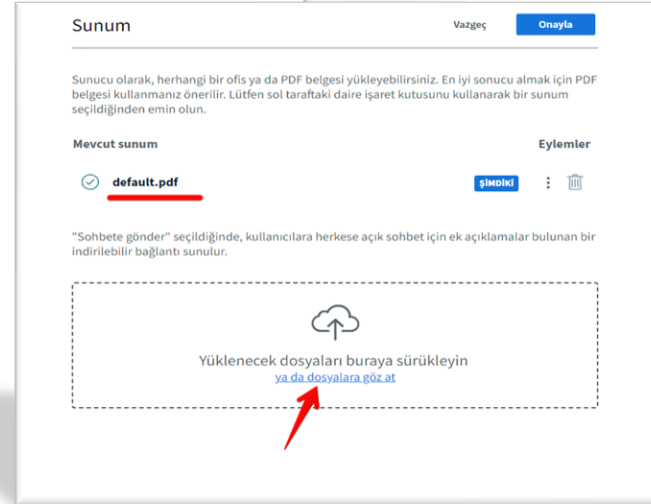 Sunum Vazgeç Onayla
Sunucu olarak, herhangi bir ofis ya da PDF belgesi yükleyebilirsiniz. En iyi sonucu almak için PDF
belgesi kullanmanız önerilir. Lütfen sol taraftaki daire işaret kutusunu kullanarak bir sunum
seçildiğinden emin olun.
Mevcut sunum Eylemler
default.pdf ŞİMDİKİ
"Sohbete gönder" seçildiğinde, kullanıcılara herkese açık sohbet için ek açıklamalar bulunan bir
indirilebilir bağlantı sunulur.
Yüklenecek dosyaları buraya sürükleyin
ya da dosyalara göz at